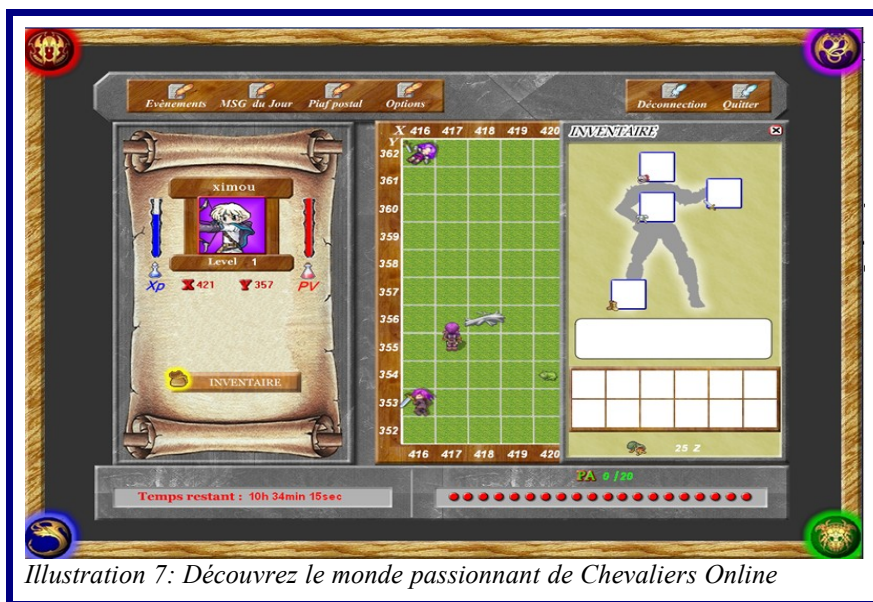 Evènements MSG du Jour Piaf postal Options Déconnection Quitter
ximou
Level 1
Xp X 421 Y 357 PV
INVENTAIRE
X 416 417 418 419 420
Y
362
361
360
359
358
357
356
355
354
353
352
416 417 418 419 420
INVENTAIRE
25 Z
PA 0 /20
Temps restant : 10h 34min 15sec
Illustration 7: Découvrez le monde passionnant de Chevaliers Online